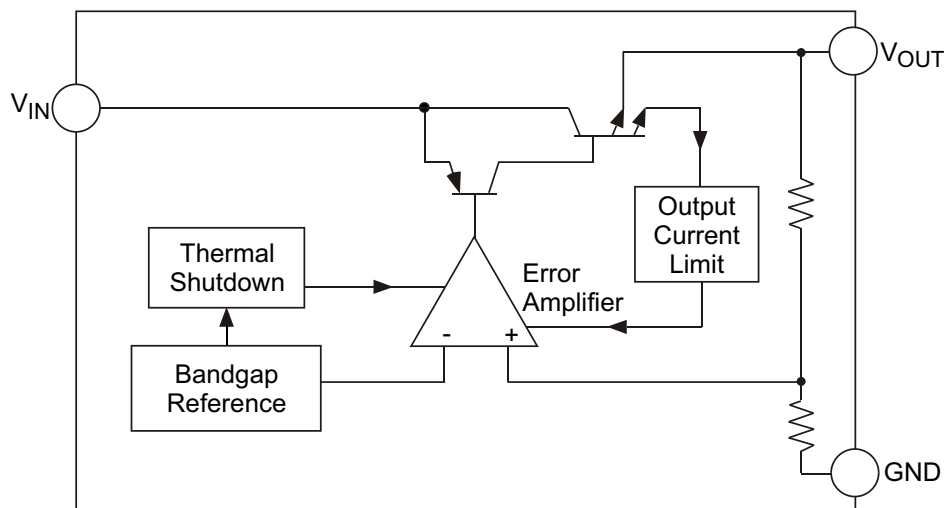 V_OUT
V_IN
Output
Current
Limit
Thermal
Shutdown
Error
Amplifier
- +
Bandgap
Reference
GND